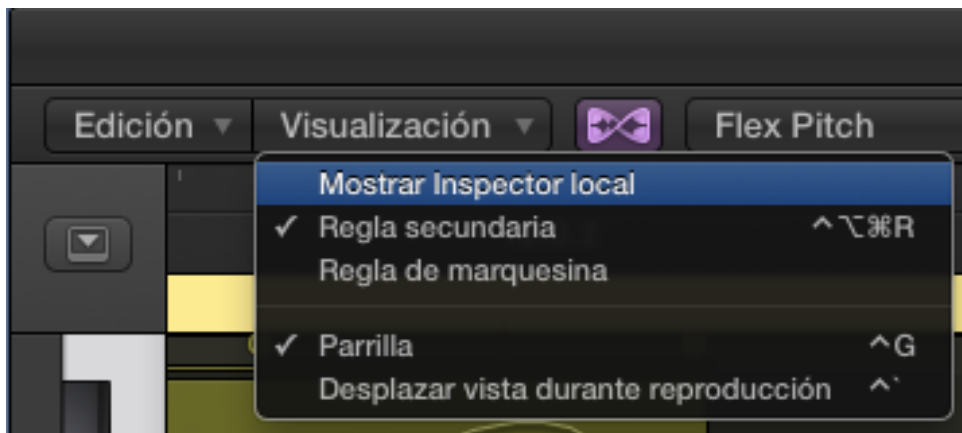 Edición ▼ Visualización ▼ Flex Pitch
Mostrar Inspector local
✓ Regla secundaria ^⌥⌘R
Regla de marquesina
✓ Parrilla ^G
Desplazar vista durante reproducción ^`